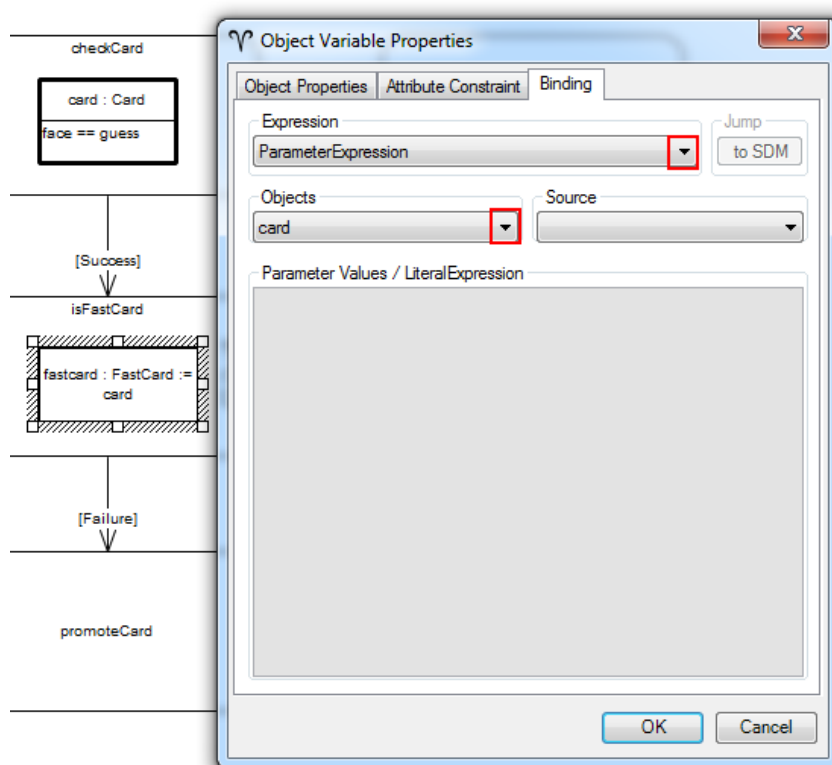 checkCard
card : Card
face == guess
[Success]
isFastCard
fastcard : FastCard :=
card
[Failure]
promoteCard
Object Variable Properties
Object Properties
Attribute Constraint
Binding
Expression
ParameterExpression
Jump
to SDM
Objects
card
Source
Parameter Values / LiteralExpression
OK
Cancel